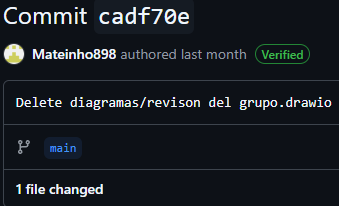 Commit cadf70e
Mateinho898 authored last month Verified
Delete diagramas/revison del grupo.drawio
main
1 file changed